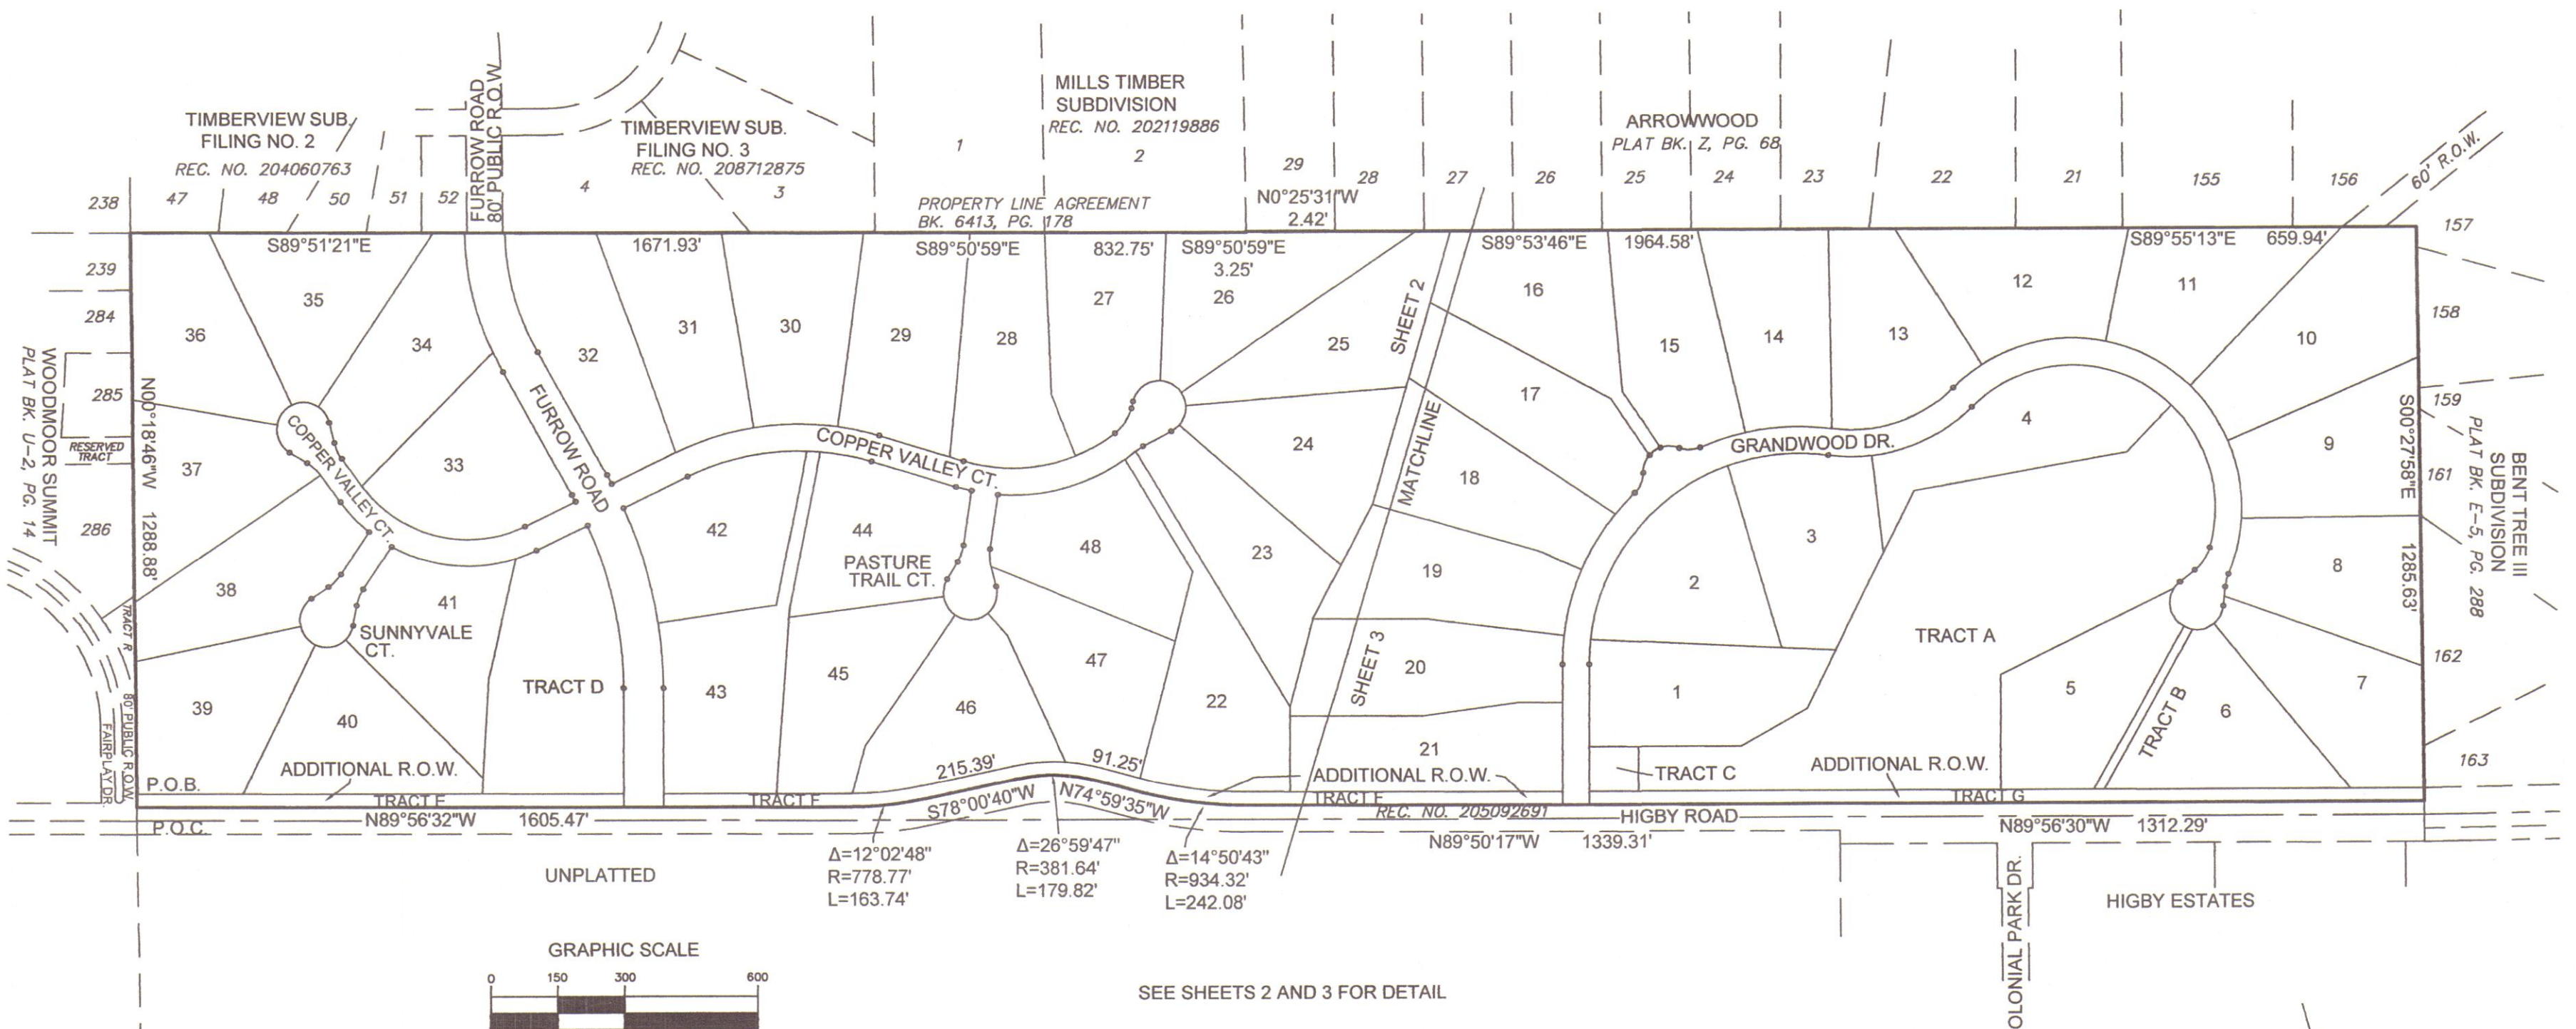 TIMBERVIEW SUB.
FILING NO. 2
REC. NO. 204060763
FURROW ROAD
80' PUBLIC R.O.W
TIMBERVIEW SUB.
FILING NO. 3
REC. NO. 208712875
MILLS TIMBER
SUBDIVISION
REC. NO. 202119886
ARROWWOOD
PLAT BK. Z, PG. 68
60' R.O.W.
238
47
48
50
51
52
4
3
1
2
29
28
27
26
25
24
23
22
21
155
156
157
PROPERTY LINE AGREEMENT
BK. 6413, PG. 178
N0°25'31"W
2.42'
S89°51'21"E
1671.93'
S89°50'59"E
832.75'
S89°50'59"E
3.25'
S89°53'46"E
1964.58'
S89°55'13"E
659.94'
239
284
285
RESERVED
TRACT
286
WOODMOOR SUMMIT
PLAT BK. U-2, PG. 14
N00°18'46"W 1288.88'
TRACT R
80' PUBLIC R.O.W.
FAIRPLAY DR.
36
35
34
32
31
30
29
28
27
26
25
SHEET 2
MATCHLINE
SHEET 3
16
15
14
13
12
11
10
17
37
33
COPPER VALLEY CT.
FURROW ROAD
COPPER VALLEY CT.
24
18
GRANDWOOD DR.
4
9
38
41
SUNNYVALE
CT.
42
44
PASTURE
TRAIL CT.
48
23
19
2
3
8
TRACT A
39
40
TRACT D
43
45
46
47
22
20
21
1
5
TRACT B
6
7
158
159
161
162
163
S00°27'58"E
1285.63'
BENT TREE III
SUBDIVISION
PLAT BK. E-5, PG. 288
P.O.B.
ADDITIONAL R.O.W.
215.39'
91.25'
ADDITIONAL R.O.W.
TRACT C
ADDITIONAL R.O.W.
TRACT E
TRACT F
TRACT F
TRACT G
P.O.C.
N89°56'32"W
1605.47'
S78°00'40"W
N74°59'35"W
REC. NO. 205092691
HIGBY ROAD
N89°50'17"W
1339.31'
N89°56'30"W
1312.29'
Δ=12°02'48"
R=778.77'
L=163.74'
Δ=26°59'47"
R=381.64'
L=179.82'
Δ=14°50'43"
R=934.32'
L=242.08'
UNPLATTED
OLONIAL PARK DR.
HIGBY ESTATES
GRAPHIC SCALE
0 150 300 600
SEE SHEETS 2 AND 3 FOR DETAIL